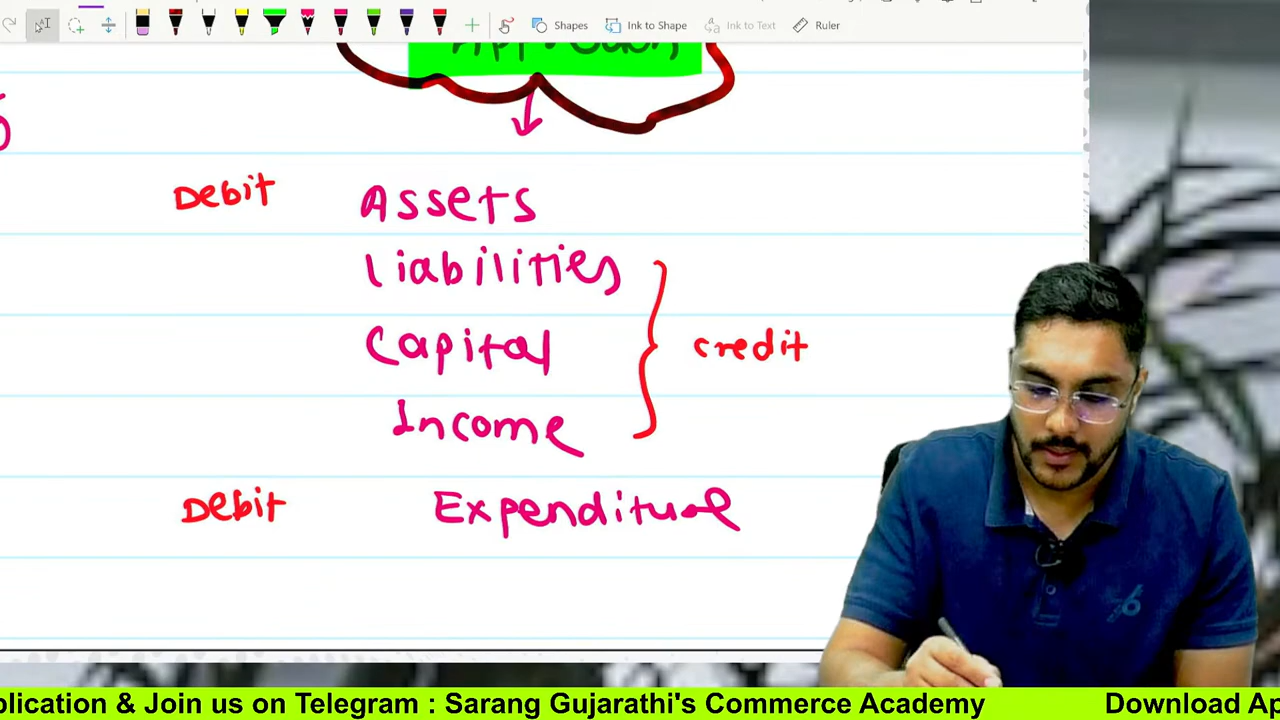 Shapes Ink to Shape Ink to Text Ruler
Debit Assets
Liabilities
Capital
credit
Income
Debit Expenditure
plication & Join us on Telegram : Sarang Gujarathi's Commerce Academy Download Ap